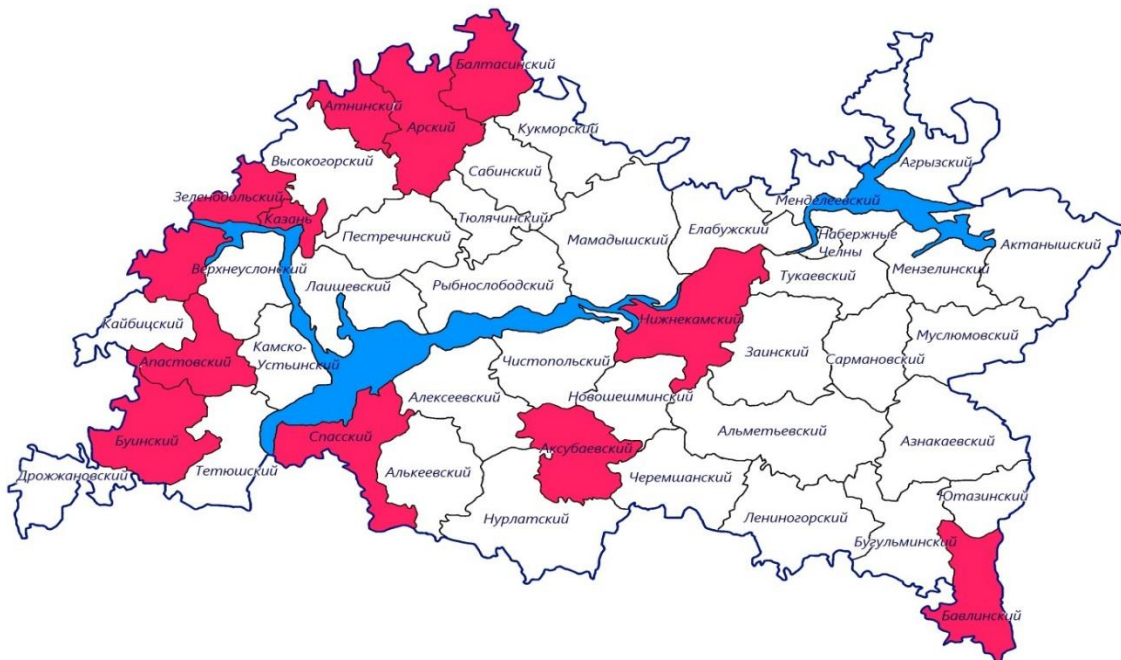 Балтасинский
Атнинский
Арский
Кукморский
Высокогорский
Сабинский
Агрызский
Зеленодольский
Казань
Менделеевский
Тюлячинский
Пестречинский
Мамадышский
Елабужский
Набержные
Челны
Актанышский
Верхнеуслонский
Лаишевский
Рыбнослободский
Тукаевский
Мензелинский
Кайбицкий
Нижнекамский
Муслюмовский
Апастовский
Камско-
Устьинский
Чистопольский
Заинский
Сармановский
Алексеевский
Новошешминский
Буинский
Спасский
Аксубаевский
Альметьевский
Азнакаевский
Дрожжановский
Тетюшский
Алькеевский
Черемшанский
Ютазинский
Нурлатский
Лениногорский
Бугульминский
Бавлинский